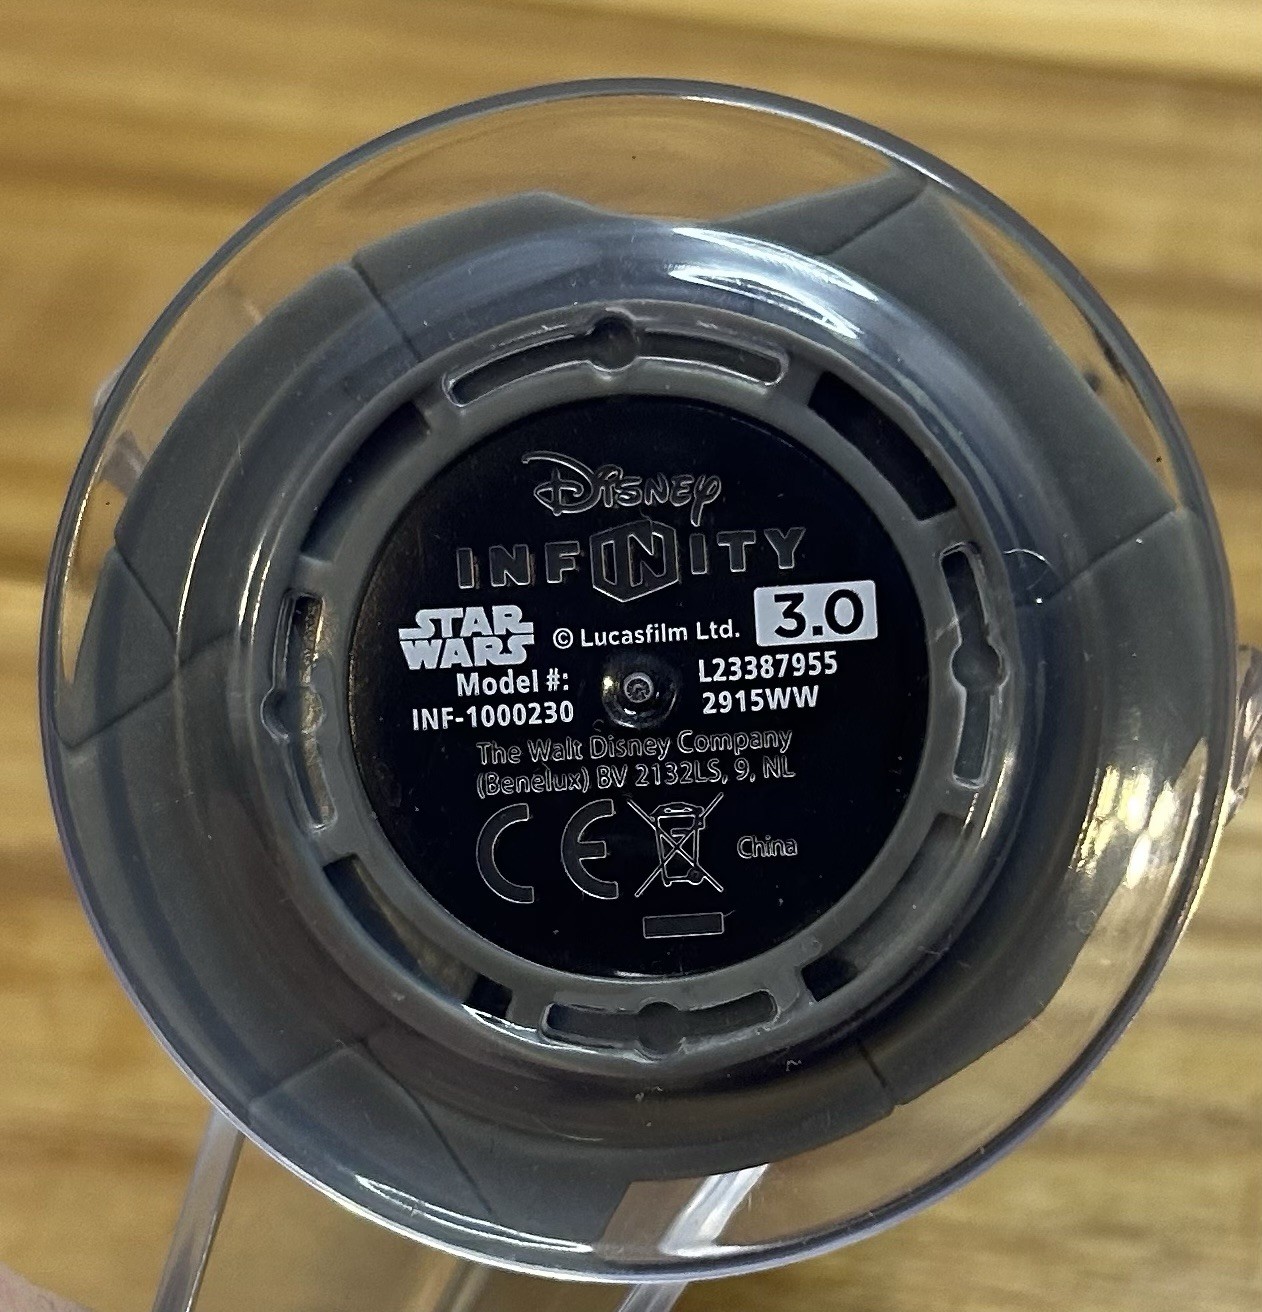 Disney
INFINITY
STAR WARS © Lucasfilm Ltd. 3.0
Model #: L23387955
INF-1000230 2915WW
The Walt Disney Company
(Benelux) BV 2132LS, 9, NL
CE China